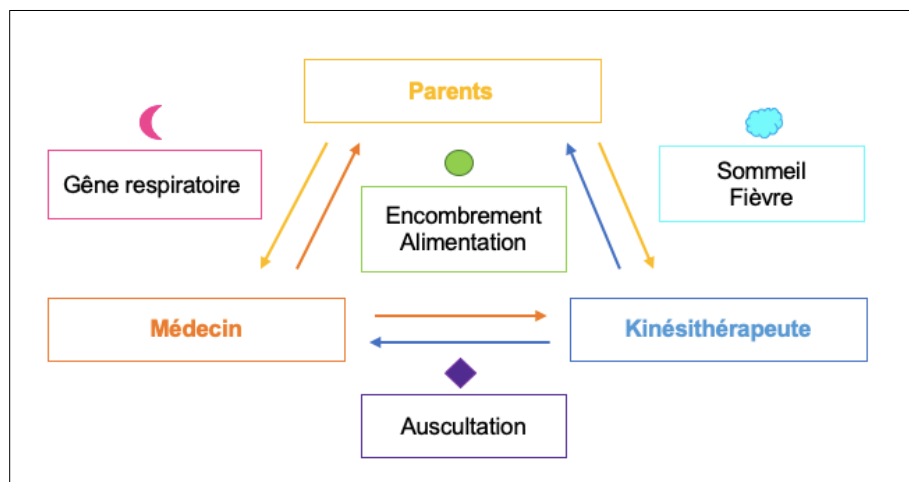 Parents
Gêne respiratoire
Encombrement
Alimentation
Sommeil
Fièvre
Médecin
Kinésithérapeute
Auscultation